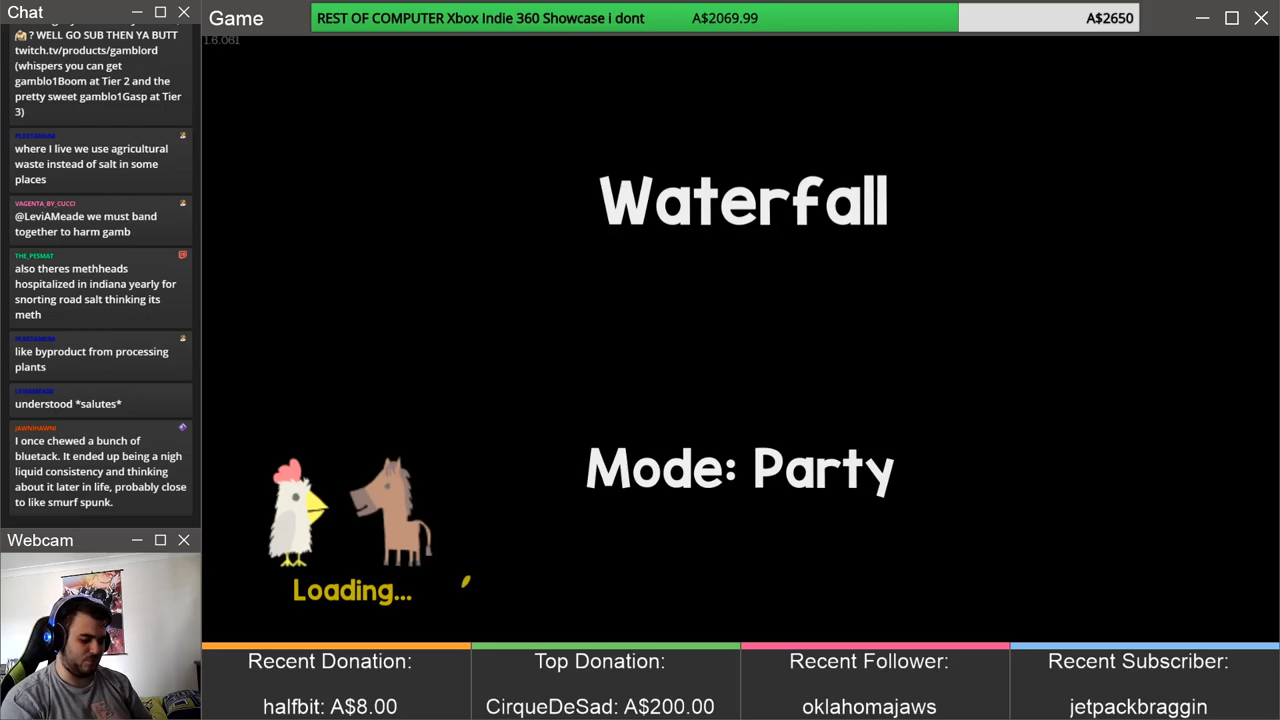 Chat
Game
REST OF COMPUTER Xbox Indie 360 Showcase i dont
A$2069.99
A$2650
1.6.061
? WELL GO SUB THEN YA BUTT
twitch.tv/products/gamblord
(whispers you can get
gamblo1Boom at Tier 2 and the
pretty sweet gamblo1Gasp at Tier
3)
where I live we use agricultural
waste instead of salt in some
places
VAGENTA_BY_CUCCI
@LeviAMeade we must band
together to harm gamb
THE_PESMAT
also theres methheads
hospitalized in indiana yearly for
snorting road salt thinking its
meth
like byproduct from processing
plants
LEVIAMEADE
understood *salutes*
JAWNIHAWNI
I once chewed a bunch of
bluetack. It ended up being a nigh
liquid consistency and thinking
about it later in life, probably close
to like smurf spunk.
Waterfall
Mode: Party
Loading...
Webcam
Recent Donation:
halfbit: A$8.00
Top Donation:
CirqueDeSad: A$200.00
Recent Follower:
oklahomajaws
Recent Subscriber:
jetpackbraggin